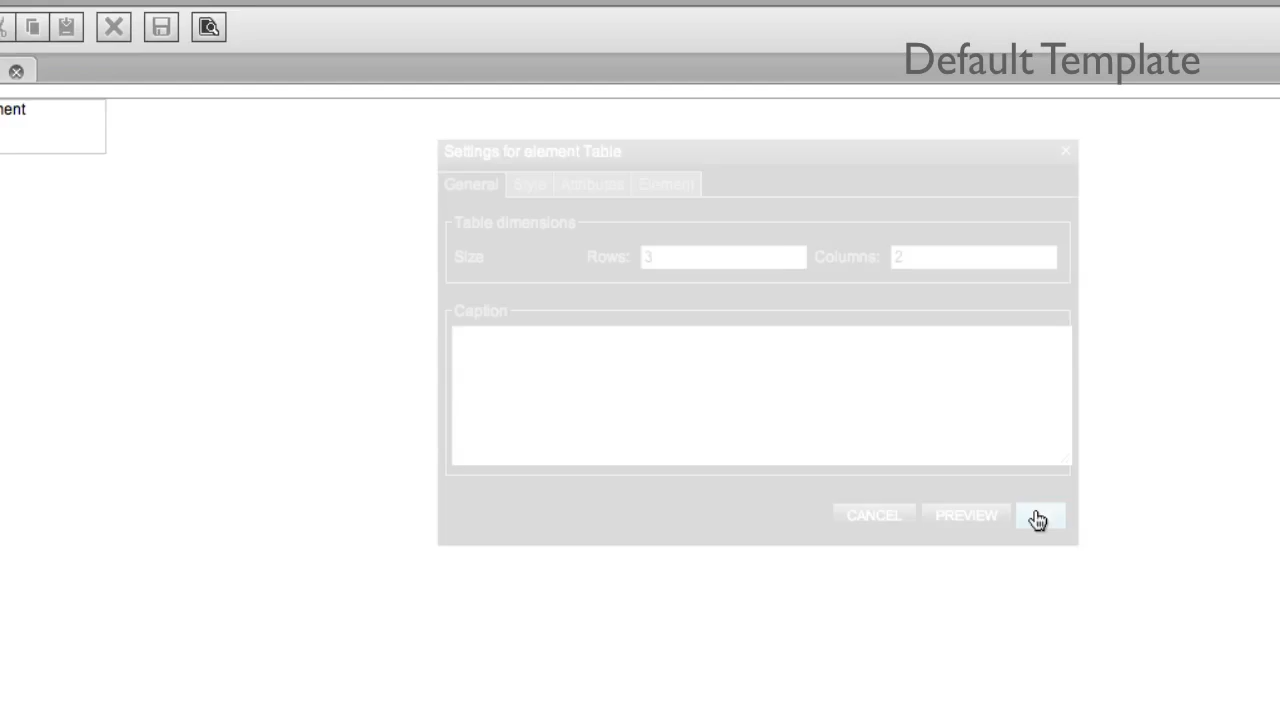 Default Template
ment
Settings for element Table
General Style Attributes Element
Table dimensions
Size Rows: 3 Columns: 2
Caption
CANCEL PREVIEW